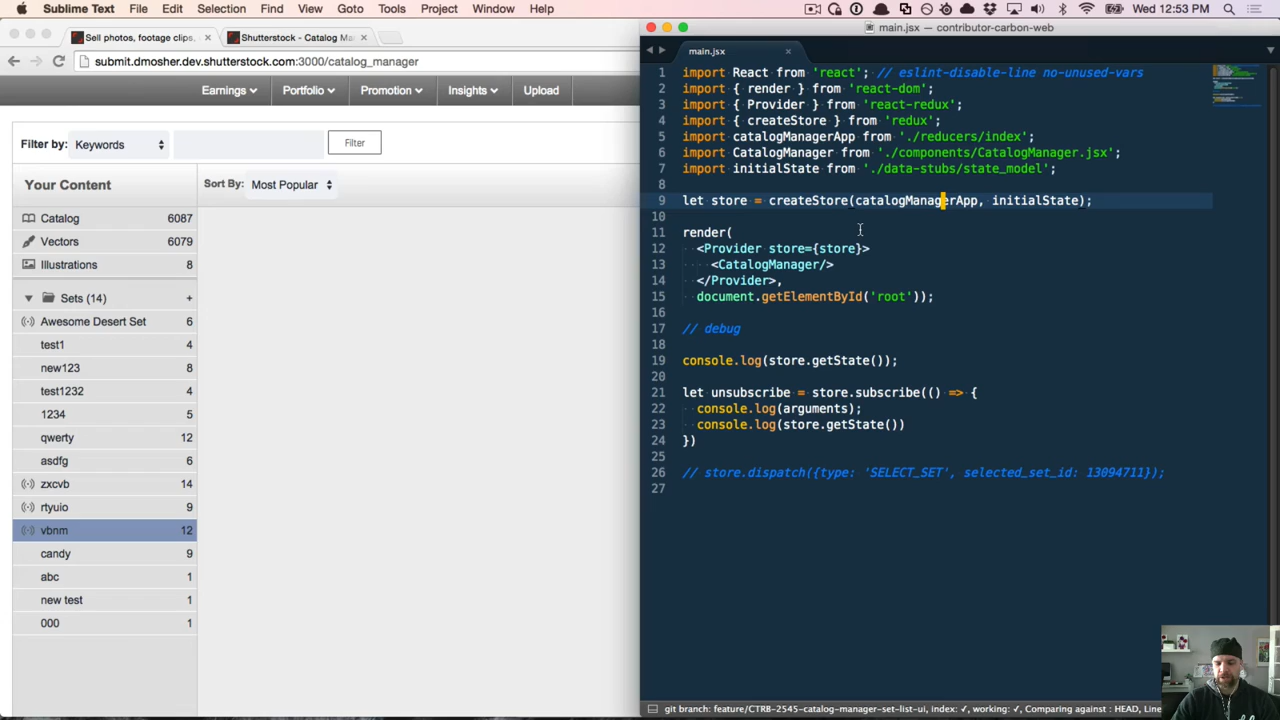 Sublime Text File Edit Selection Find View Goto Tools Project Window Help
Wed 12:53 PM
Sell photos, footage clips, ×
Shutterstock - Catalog Ma ×
submit.dmosher.dev.shutterstock.com:3000/catalog_manager
Earnings Portfolio Promotion Insights Upload
Filter by: Keywords Filter
Your Content
Sort By: Most Popular
Catalog 6087
Vectors 6079
Illustrations 8
Sets (14) +
Awesome Desert Set 6
test1 4
new123 8
test1232 4
1234 5
qwerty 12
asdfg 6
zxcvb 14
rtyuio 9
vbnm 12
candy 9
abc 1
new test 1
000 1
main.jsx — contributor-carbon-web
main.jsx ×
1 import React from 'react'; // eslint-disable-line no-unused-vars
2 import { render } from 'react-dom';
3 import { Provider } from 'react-redux';
4 import { createStore } from 'redux';
5 import catalogManagerApp from './reducers/index';
6 import CatalogManager from './components/CatalogManager.jsx';
7 import initialState from './data-stubs/state_model';
8
9 let store = createStore(catalogManagerApp, initialState);
10
11 render(
12 <Provider store={store}>
13 <CatalogManager/>
14 </Provider>,
15 document.getElementById('root'));
16
17 // debug
18
19 console.log(store.getState());
20
21 let unsubscribe = store.subscribe(() => {
22 console.log(arguments);
23 console.log(store.getState())
24 })
25
26 // store.dispatch({type: 'SELECT_SET', selected_set_id: 13094711});
27
git branch: feature/CTRB-2545-catalog-manager-set-list-ui, index: ✓, working: ✓, Comparing against : HEAD, Line